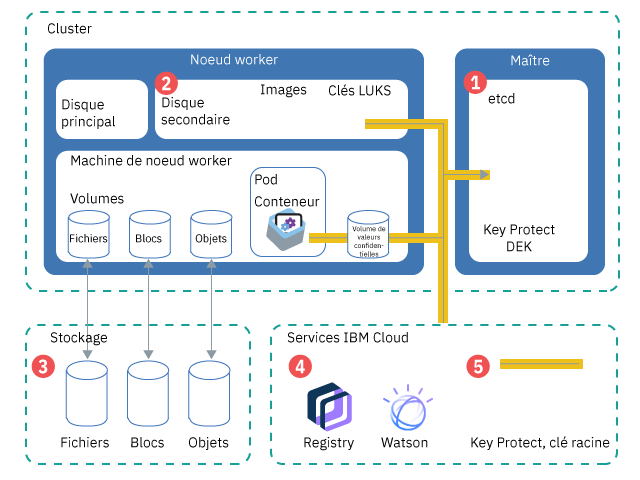 Cluster
Noeud worker
Maître
2
1
Images
Clés LUKS
Disque
principal
Disque
secondaire
etcd
Machine de noeud worker
Pod
Volumes
Conteneur
Fichiers
Blocs
Objets
Volume de
valeurs
confiden-
tielles
Key Protect
DEK
Stockage
Services IBM Cloud
3
4
5
Fichiers
Blocs
Objets
Registry
Watson
Key Protect, clé racine